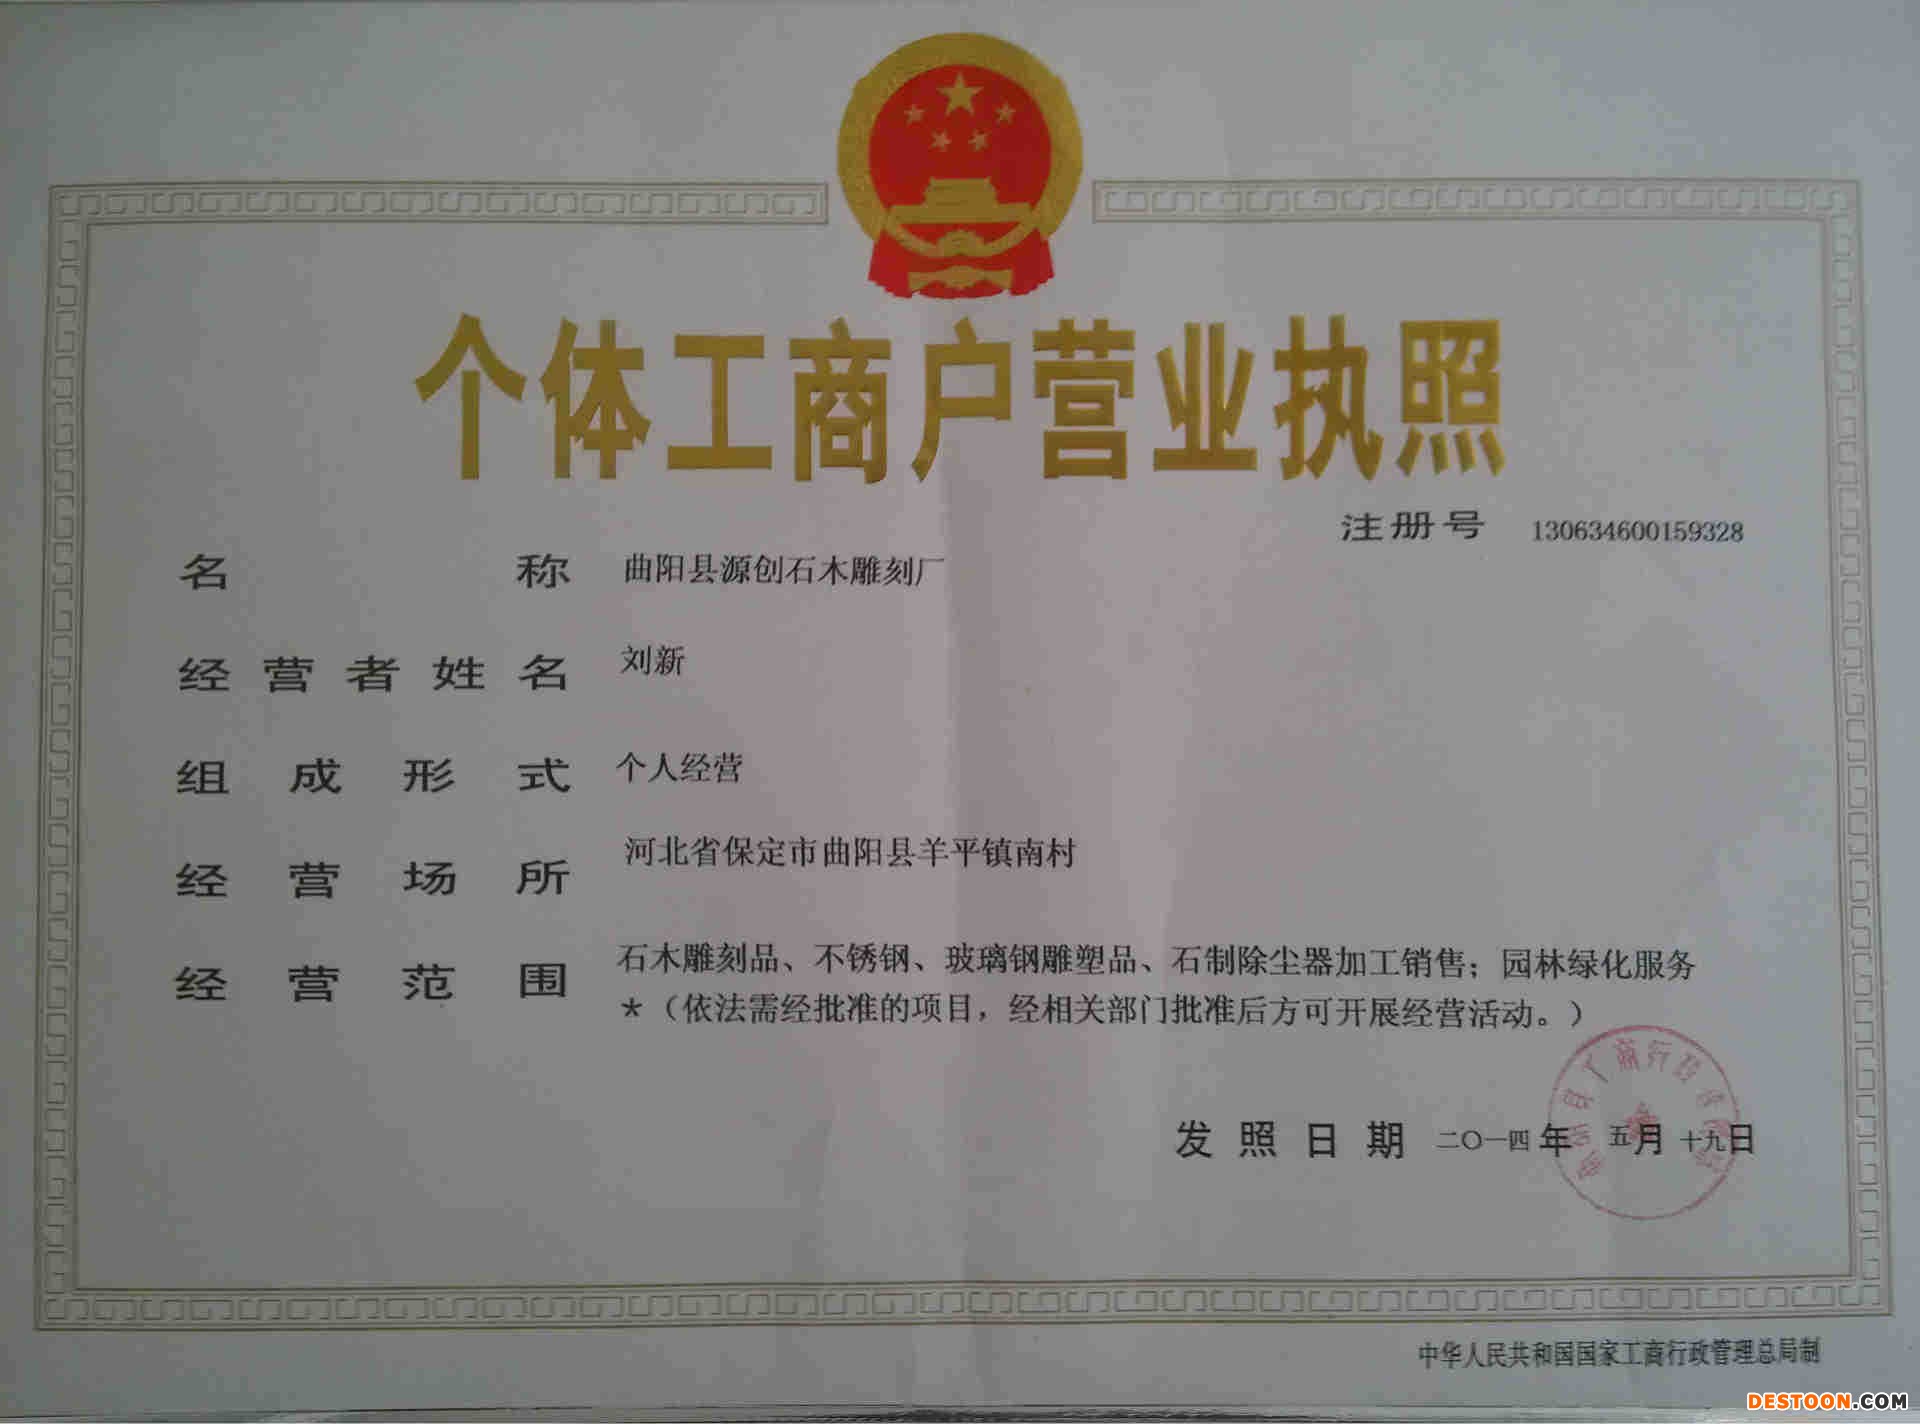 个体工商户营业执照
注册号 130634600159328
名称 曲阳县源创石木雕刻厂
经营者姓名 刘新
组成形式 个人经营
经营场所 河北省保定市曲阳县羊平镇南村
经营范围 石木雕刻品、不锈钢、玻璃钢雕塑品、石制除尘器加工销售；园林绿化服务
*（依法需经批准的项目，经相关部门批准后方可开展经营活动。）
县工商行政
发照日期 二〇一四年 五月 十九日
中华人民共和国国家工商行政管理总局制
DESTOON.COM